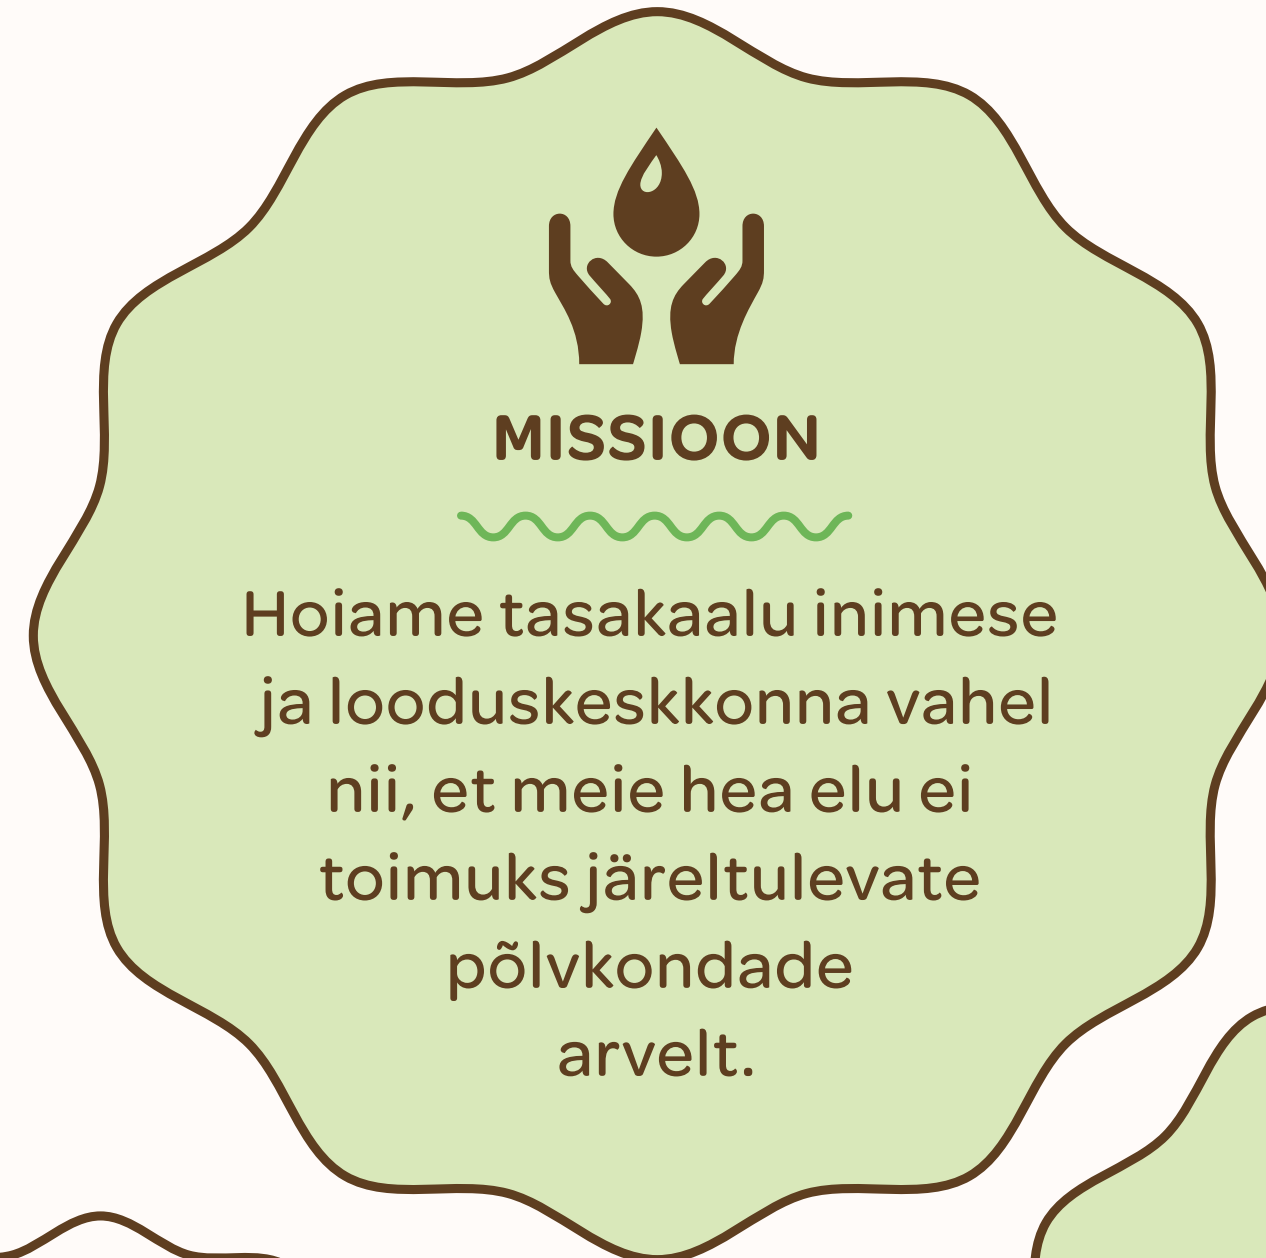 MISSIOON
Hoiame tasakaalu inimese
ja looduskeskkonna vahel
nii, et meie hea elu ei
toimuks järeltulevate
põlvkondade
arvelt.